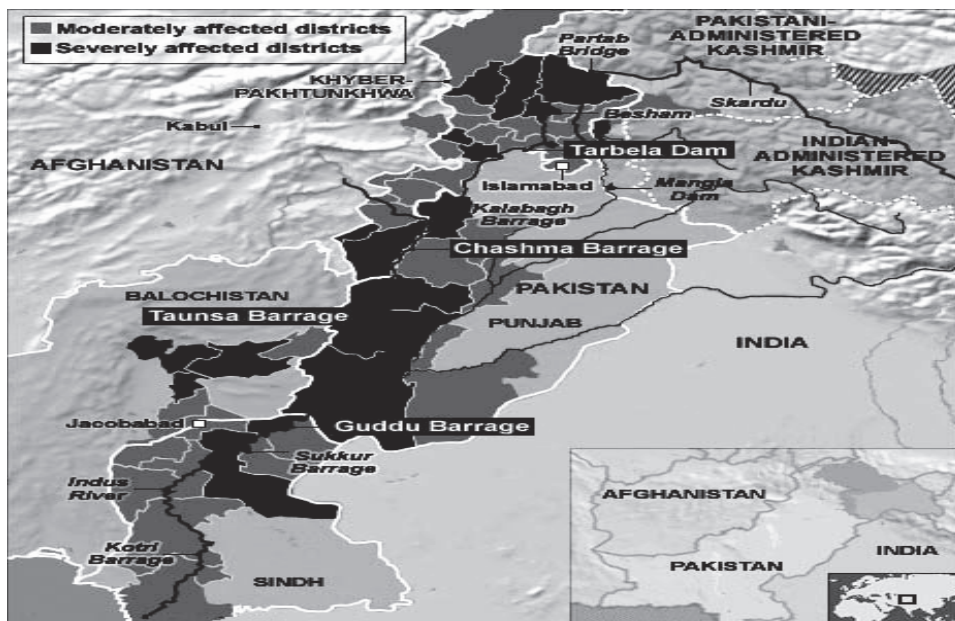 Moderately affected districts
Severely affected districts
PAKISTANI-
ADMINISTERED
KASHMIR
Partab
Bridge
KHYBER-
PAKHTUNKHWA
Skardu
Kabul
Besham
AFGHANISTAN
Tarbela Dam
INDIAN-
ADMINISTERED
KASHMIR
Islamabad
Mangla
Dam
Kalabagh
Barrage
Chashma Barrage
BALOCHISTAN
PAKISTAN
Taunsa Barrage
PUNJAB
INDIA
Jacobabad
Guddu Barrage
Sukkur
Barrage
Indus
River
Kotri
Barrage
SINDH
AFGHANISTAN
INDIA
PAKISTAN